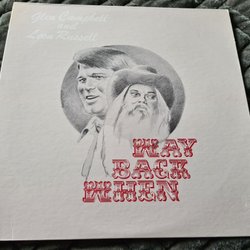 Glen Campbell
and
Leon Russell
WAY
BACK
WHEN